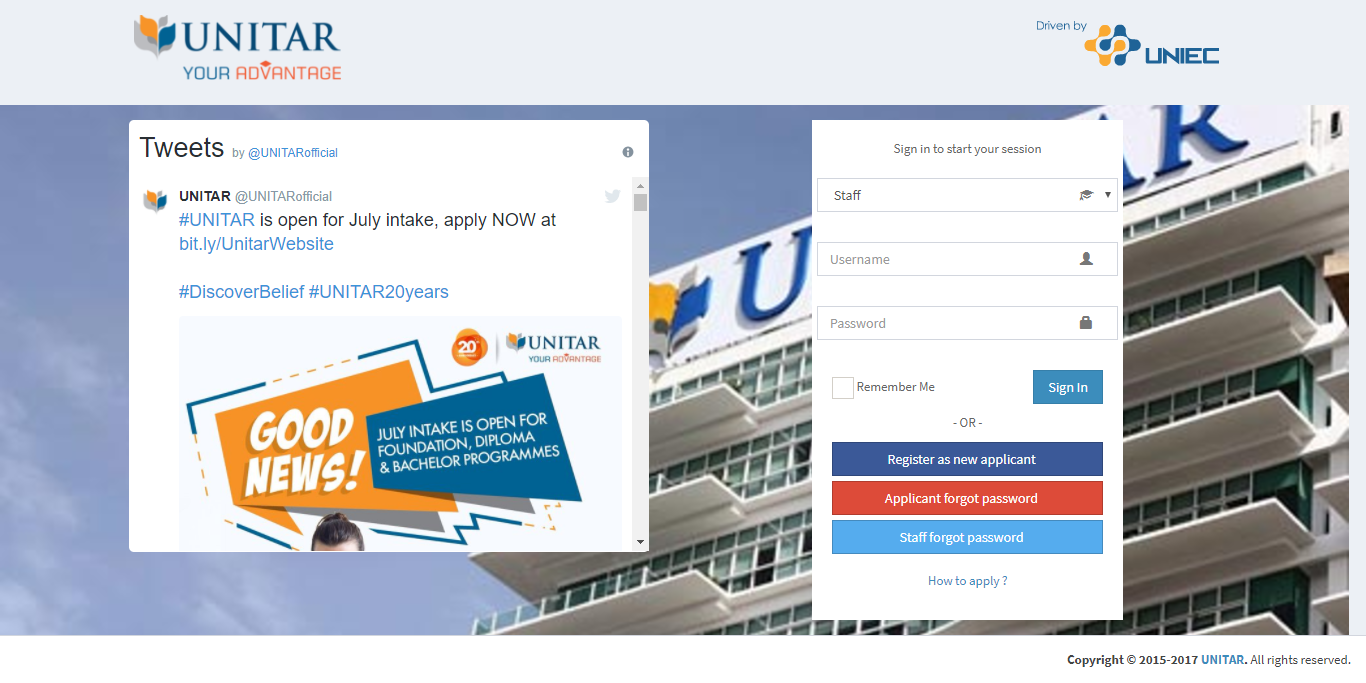 UNITAR
YOUR ADVANTAGE
Driven by
UNIEC
Tweets by @UNITARofficial
UNITAR @UNITARofficial
#UNITAR is open for July intake, apply NOW at
bit.ly/UnitarWebsite
#DiscoverBelief #UNITAR20years
20
UNITAR
YOUR ADVANTAGE
GOOD
NEWS!
JULY INTAKE IS OPEN FOR
FOUNDATION, DIPLOMA
& BACHELOR PROGRAMMES
Sign in to start your session
Staff
Username
Password
Remember Me
Sign In
- OR -
Register as new applicant
Applicant forgot password
Staff forgot password
How to apply ?
U
AR
Copyright © 2015-2017 UNITAR. All rights reserved.